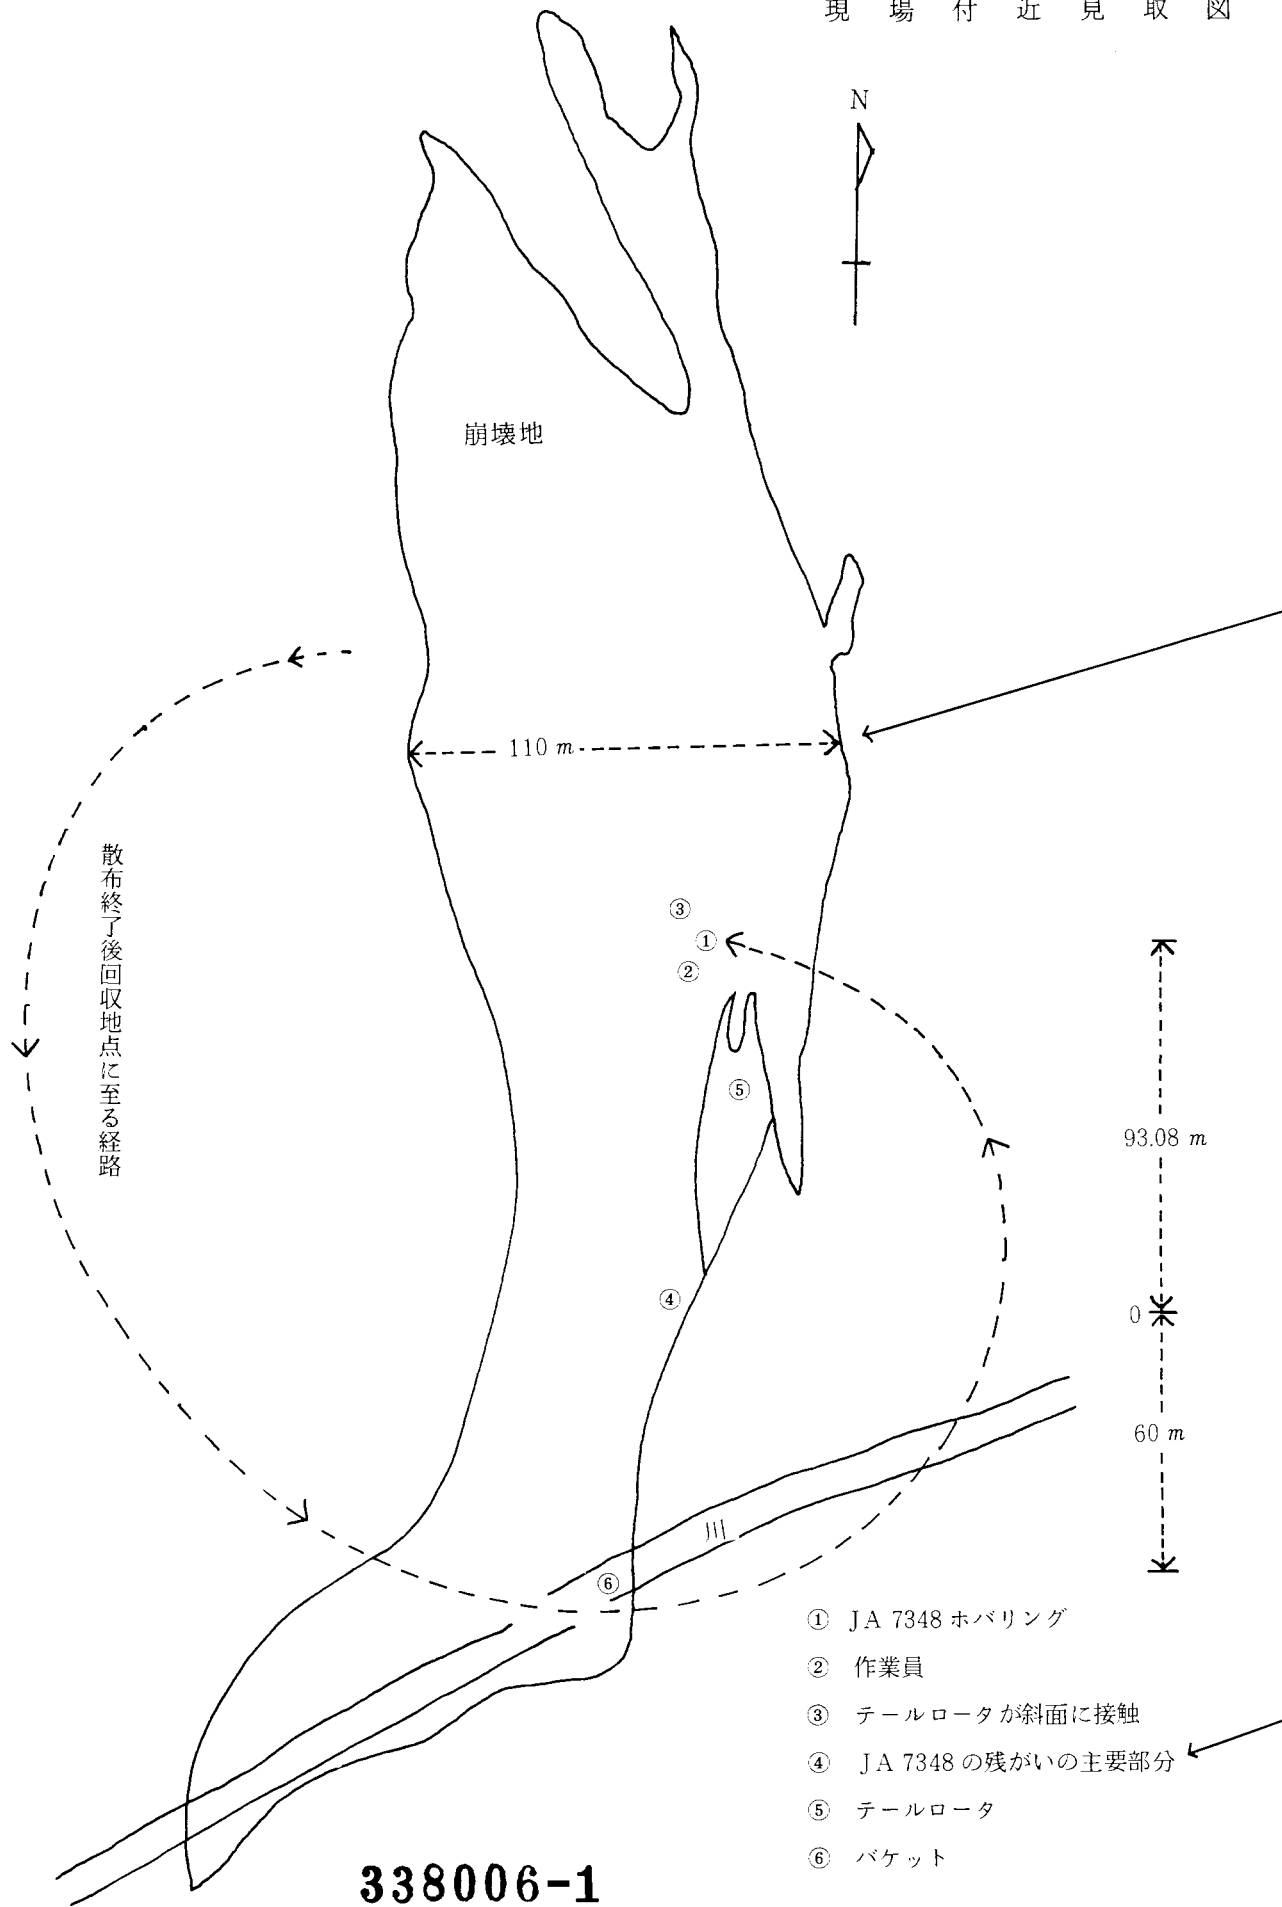 現場付近見取図
N
崩壊地
110 m
散布終了後回収地点に至る経路
③
①
②
⑤
93.08 m
④
0
60 m
川
⑥
① JA 7348 ホバリング
② 作業員
③ テールロータが斜面に接触
④ JA 7348 の残がいの主要部分
⑤ テールロータ
⑥ バケット
338006-1